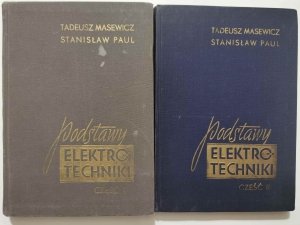 TADEUSZ MASEWICZ
STANISŁAW PAUL
Podstawy
ELEKTRO-
TECHNIKI
CZĘŚĆ I
TADEUSZ MASEWICZ
STANISŁAW PAUL
Podstawy
ELEKTRO-
TECHNIKI
CZĘŚĆ II